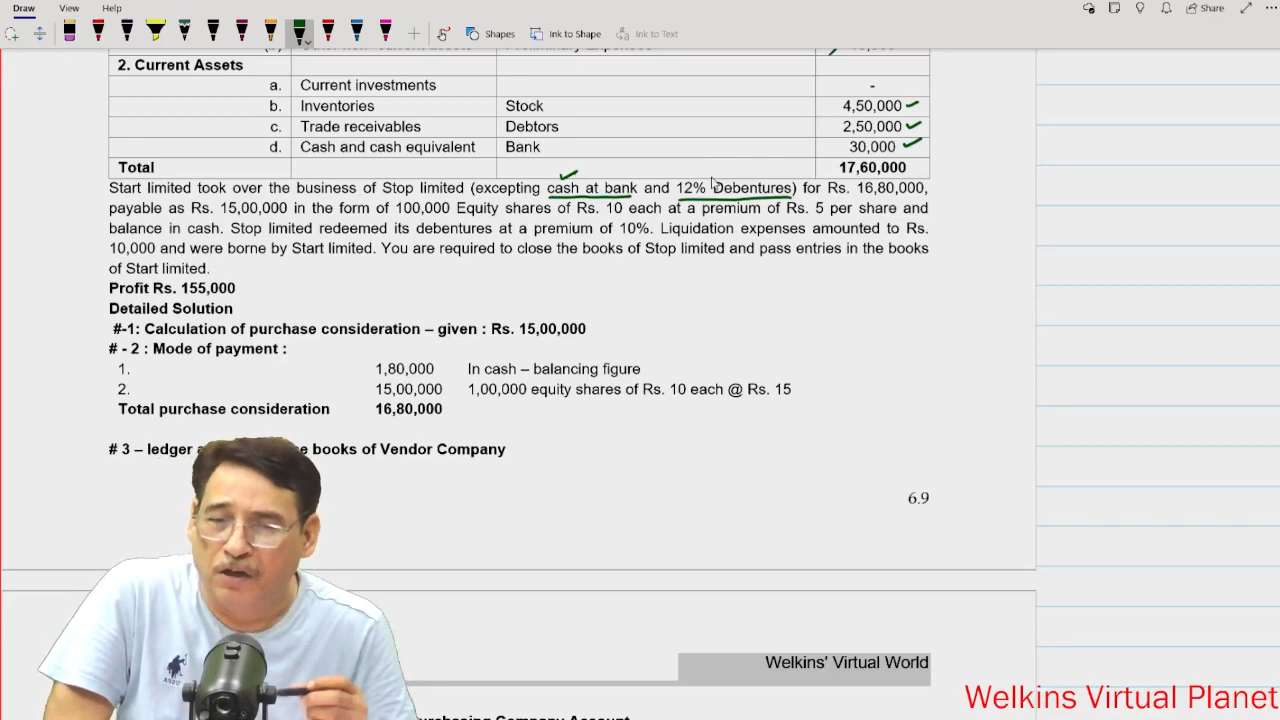 Draw View Help
Share
Shapes Ink to Shape Ink to Text
2. Current Assets
a. Current investments -
b. Inventories Stock 4,50,000
c. Trade receivables Debtors 2,50,000
d. Cash and cash equivalent Bank 30,000
Total 17,60,000
Start limited took over the business of Stop limited (excepting cash at bank and 12% Debentures) for Rs. 16,80,000,
payable as Rs. 15,00,000 in the form of 100,000 Equity shares of Rs. 10 each at a premium of Rs. 5 per share and
balance in cash. Stop limited redeemed its debentures at a premium of 10%. Liquidation expenses amounted to Rs.
10,000 and were borne by Start limited. You are required to close the books of Stop limited and pass entries in the books
of Start limited.
Profit Rs. 155,000
Detailed Solution
#-1: Calculation of purchase consideration – given : Rs. 15,00,000
# - 2 : Mode of payment :
1. 1,80,000 In cash – balancing figure
2. 15,00,000 1,00,000 equity shares of Rs. 10 each @ Rs. 15
Total purchase consideration 16,80,000
# 3 – ledger books of Vendor Company
6.9
Welkins' Virtual World
Welkins Virtual Planet
Company Account